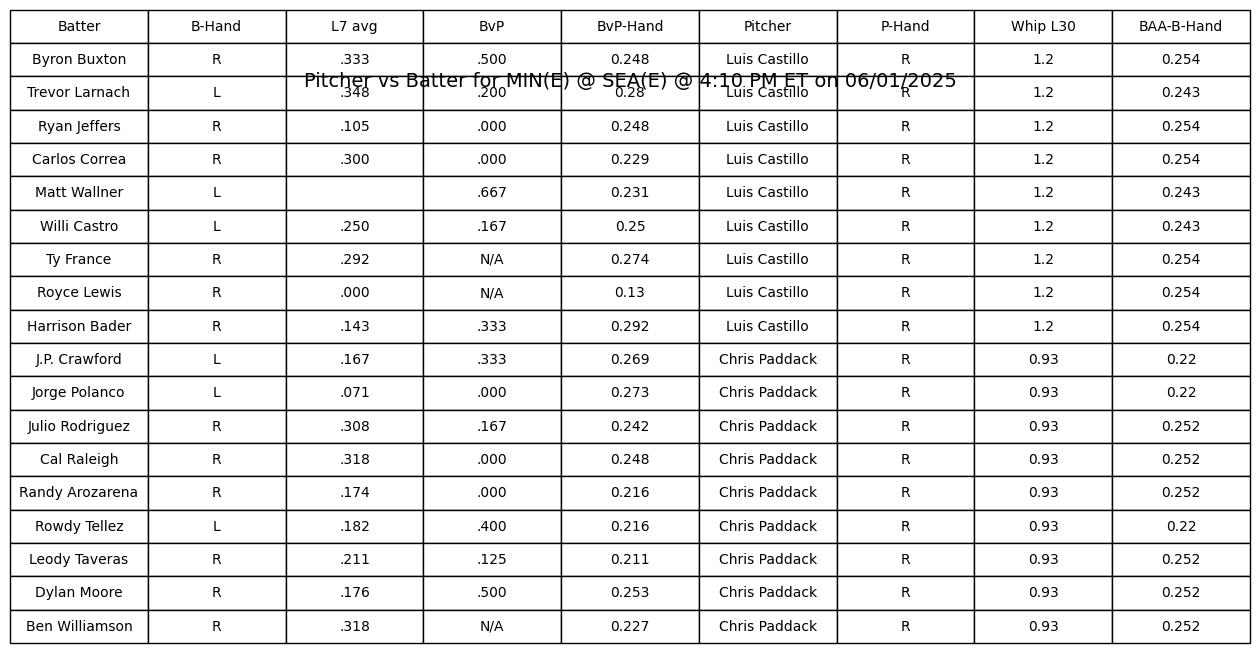 Batter B-Hand L7 avg BvP BvP-Hand Pitcher P-Hand Whip L30 BAA-B-Hand
Byron Buxton R .333 .500 0.248 Luis Castillo R 1.2 0.254
Pitcher vs Batter for MIN(E) @ SEA(E) @ 4:10 PM ET on 06/01/2025
Trevor Larnach L .348 .200 0.28 Luis Castillo R 1.2 0.243
Ryan Jeffers R .105 .000 0.248 Luis Castillo R 1.2 0.254
Carlos Correa R .300 .000 0.229 Luis Castillo R 1.2 0.254
Matt Wallner L .667 0.231 Luis Castillo R 1.2 0.243
Willi Castro L .250 .167 0.25 Luis Castillo R 1.2 0.243
Ty France R .292 N/A 0.274 Luis Castillo R 1.2 0.254
Royce Lewis R .000 N/A 0.13 Luis Castillo R 1.2 0.254
Harrison Bader R .143 .333 0.292 Luis Castillo R 1.2 0.254
J.P. Crawford L .167 .333 0.269 Chris Paddack R 0.93 0.22
Jorge Polanco L .071 .000 0.273 Chris Paddack R 0.93 0.22
Julio Rodriguez R .308 .167 0.242 Chris Paddack R 0.93 0.252
Cal Raleigh R .318 .000 0.248 Chris Paddack R 0.93 0.252
Randy Arozarena R .174 .000 0.216 Chris Paddack R 0.93 0.252
Rowdy Tellez L .182 .400 0.216 Chris Paddack R 0.93 0.22
Leody Taveras R .211 .125 0.211 Chris Paddack R 0.93 0.252
Dylan Moore R .176 .500 0.253 Chris Paddack R 0.93 0.252
Ben Williamson R .318 N/A 0.227 Chris Paddack R 0.93 0.252